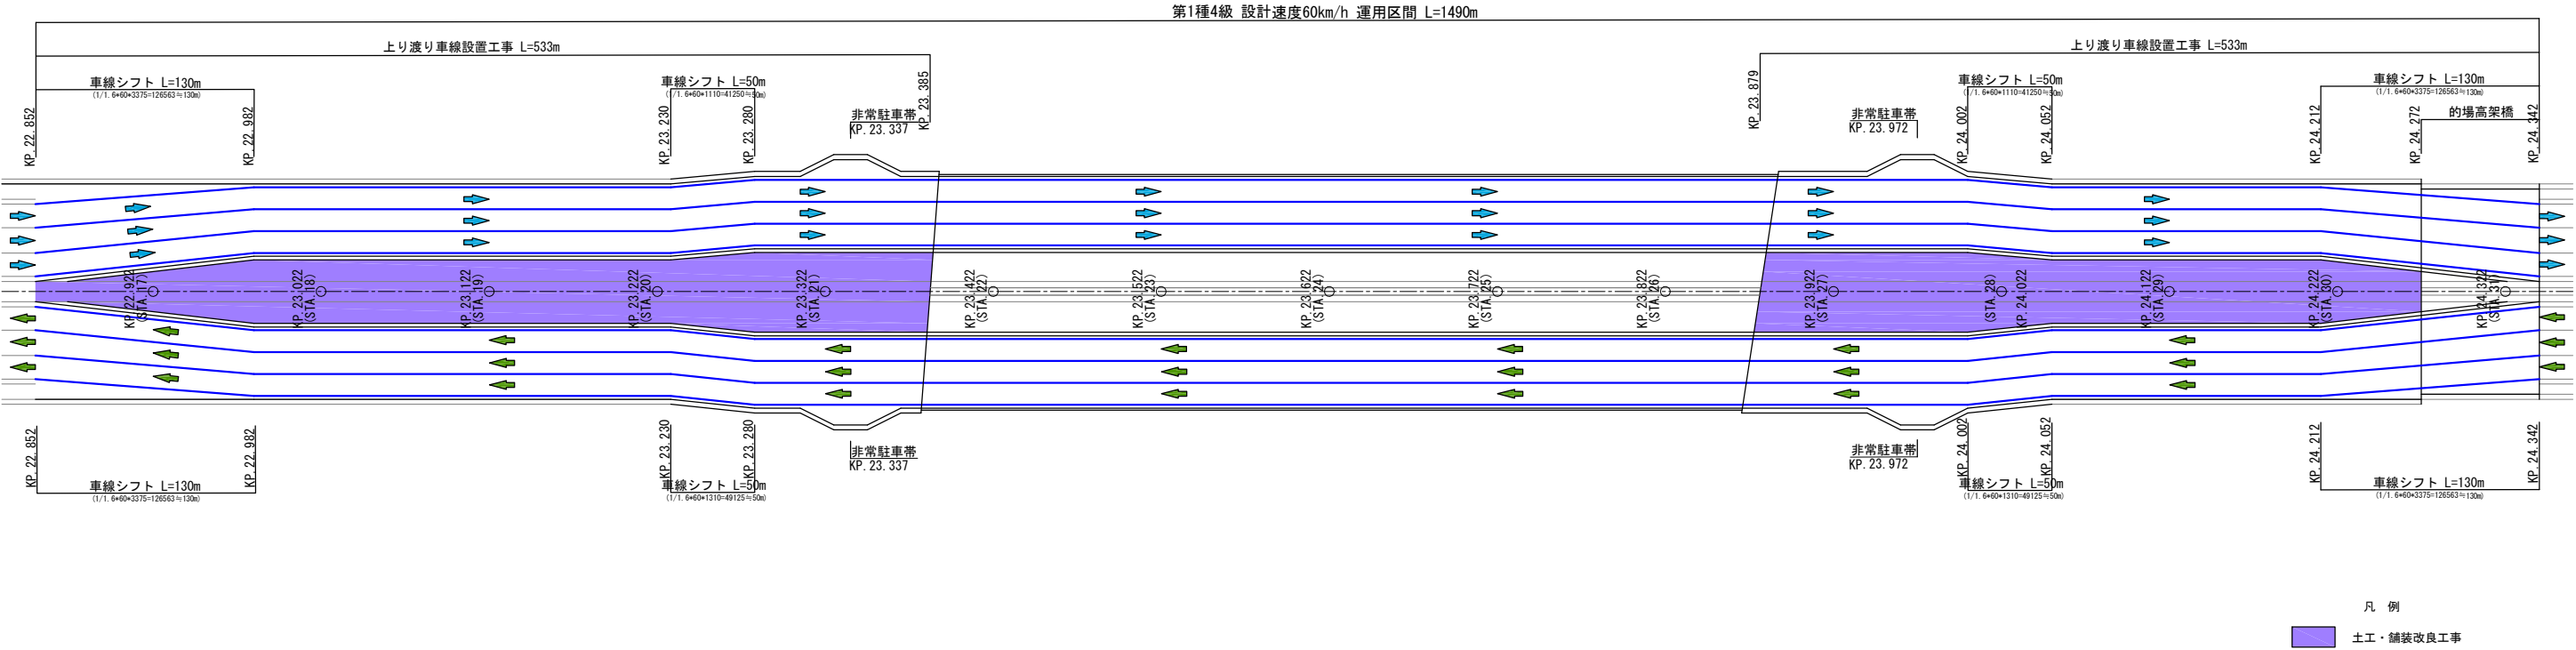 第1種4級 設計速度60km/h 運用区間 L=1490m
上り渡り車線設置工事 L=533m
上り渡り車線設置工事 L=533m
車線シフト L=130m
(1/1.6*60*3375=126563≒130m)
車線シフト L=50m
(1/1.6*60*1110=41250≒50m)
車線シフト L=50m
(1/1.6*60*1110=41250≒50m)
車線シフト L=130m
(1/1.6*60*3375=126563≒130m)
KP.22.852
KP.22.982
KP.23.230
KP.23.280
非常駐車帯
KP.23.337
KP.23.385
KP.23.879
非常駐車帯
KP.23.972
KP.24.002
KP.24.052
KP.24.212
KP.24.272
的場高架橋
KP.24.342
KP.22.922
(STA.17)
KP.23.022
(STA.18)
KP.23.122
(STA.19)
KP.23.222
(STA.20)
KP.23.322
(STA.21)
KP.23.422
(STA.22)
KP.23.522
(STA.23)
KP.23.622
(STA.24)
KP.23.722
(STA.25)
KP.23.822
(STA.26)
KP.23.922
(STA.27)
(STA.28)
KP.24.022
KP.24.122
(STA.29)
KP.24.222
(STA.30)
KP.24.322
(STA.31)
KP.22.852
KP.22.982
KP.23.230
KP.23.280
非常駐車帯
KP.23.337
非常駐車帯
KP.23.972
KP.24.002
KP.24.052
KP.24.212
KP.24.342
車線シフト L=130m
(1/1.6*60*3375=126563≒130m)
車線シフト L=50m
(1/1.6*60*1310=49125≒50m)
車線シフト L=50m
(1/1.6*60*1310=49125≒50m)
車線シフト L=130m
(1/1.6*60*3375=126563≒130m)
凡 例
土工・舗装改良工事